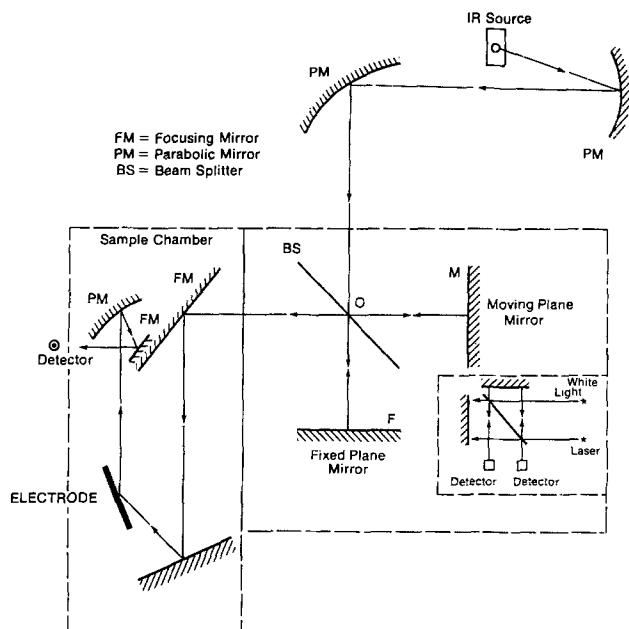 IR Source
PM
PM
FM = Focusing Mirror
PM = Parabolic Mirror
BS = Beam Splitter
Sample Chamber
BS
M
FM
PM
FM
O
Moving Plane
Mirror
Detector
F
White
Light
Fixed Plane
Mirror
Laser
Detector
Detector
ELECTRODE